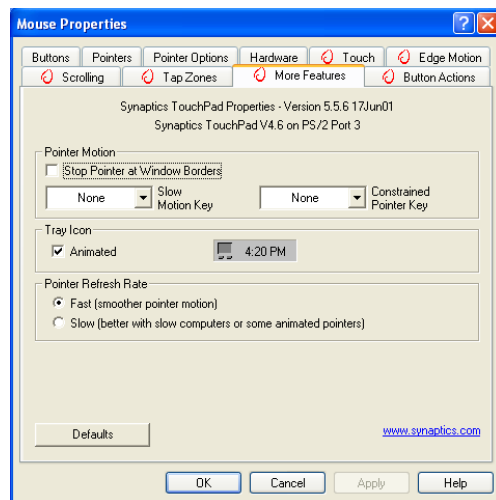 Mouse Properties
Buttons Pointers Pointer Options Hardware Touch Edge Motion
Scrolling Tap Zones More Features Button Actions
Synaptics TouchPad Properties - Version 5.5.6 17Jun01
Synaptics TouchPad V4.6 on PS/2 Port 3
Pointer Motion
Stop Pointer at Window Borders
None Slow Motion Key None Constrained Pointer Key
Tray Icon
Animated 4:20 PM
Pointer Refresh Rate
Fast (smoother pointer motion)
Slow (better with slow computers or some animated pointers)
Defaults www.synaptics.com
OK Cancel Apply Help